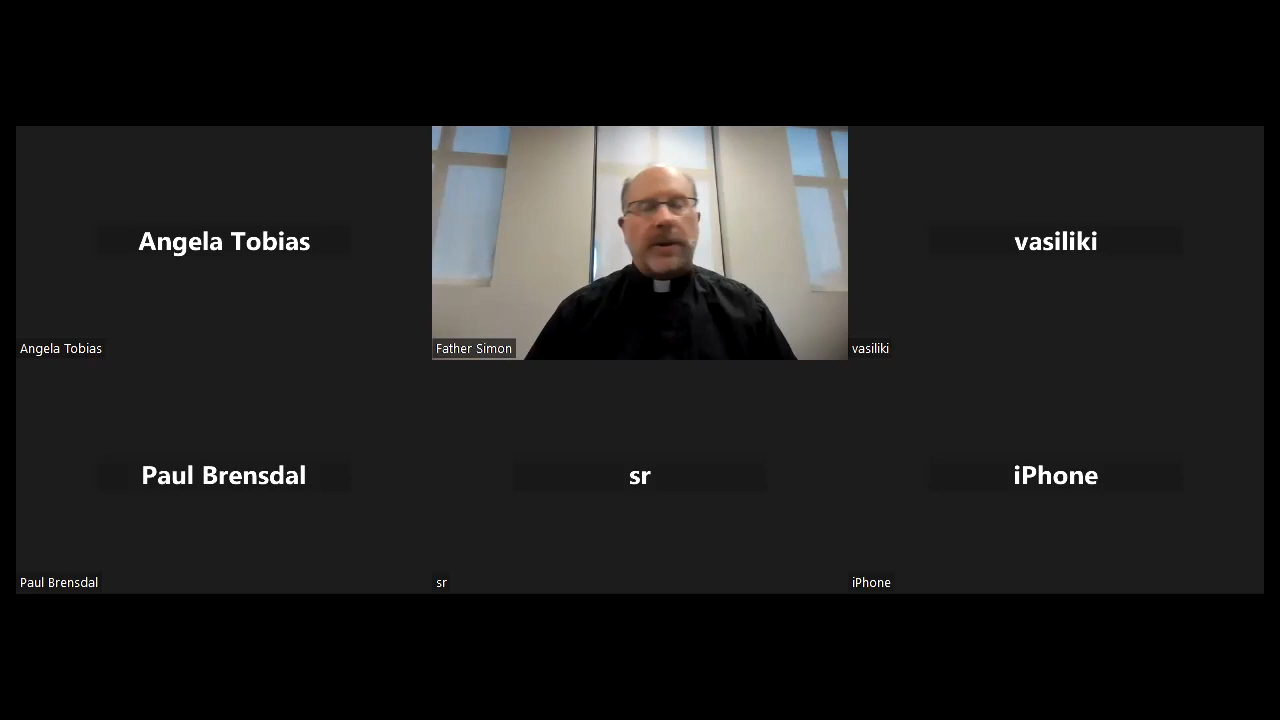 Angela Tobias
vasiliki
Angela Tobias
Father Simon
vasiliki
Paul Brensdal
sr
iPhone
Paul Brensdal
sr
iPhone